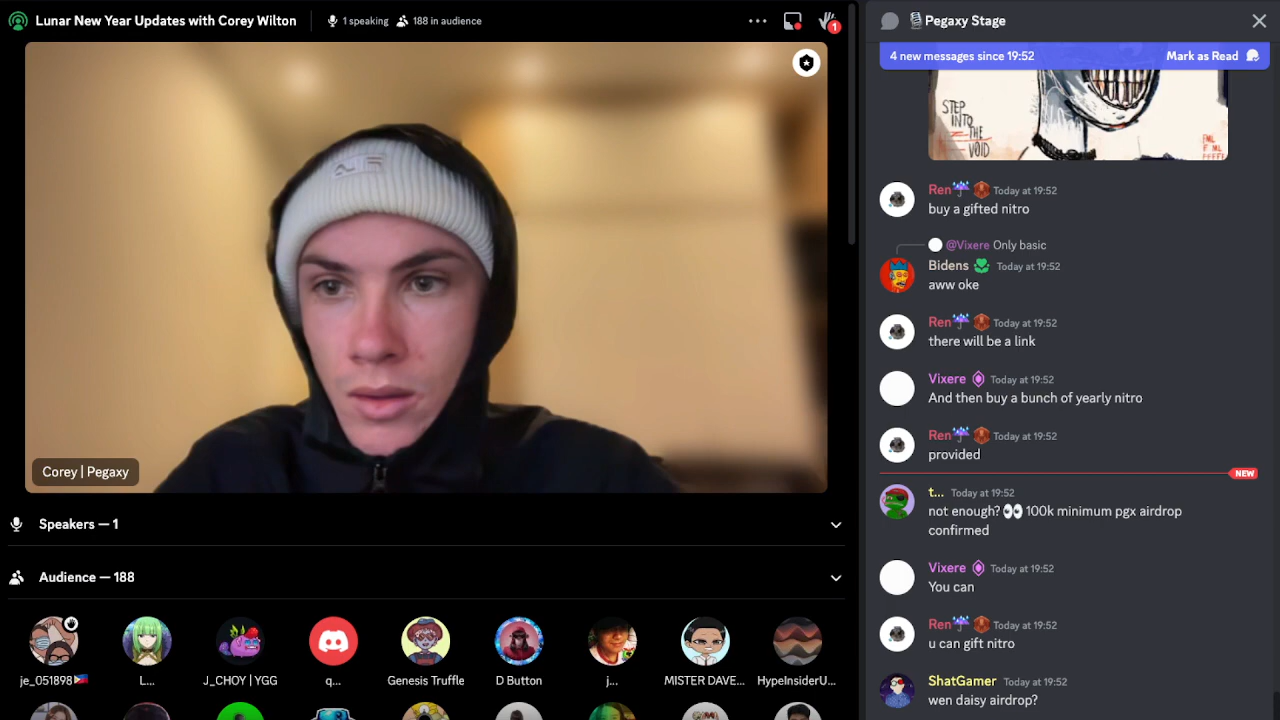 Lunar New Year Updates with Corey Wilton
1 speaking
188 in audience
1
Corey | Pegaxy
Speakers — 1
Audience — 188
je_051898
L...
J_CHOY | YGG
q...
Genesis Truffle
D Button
j...
MISTER DAVE...
HypeInsiderU...
Pegaxy Stage
4 new messages since 19:52
Mark as Read
STEP
INTO
THE
VOID
Ren Today at 19:52
buy a gifted nitro
@Vixere Only basic
Bidens Today at 19:52
aww oke
Ren Today at 19:52
there will be a link
Vixere Today at 19:52
And then buy a bunch of yearly nitro
Ren Today at 19:52
provided
NEW
t... Today at 19:52
not enough? 👀 100k minimum pgx airdrop
confirmed
Vixere Today at 19:52
You can
Ren Today at 19:52
u can gift nitro
ShatGamer Today at 19:52
wen daisy airdrop?